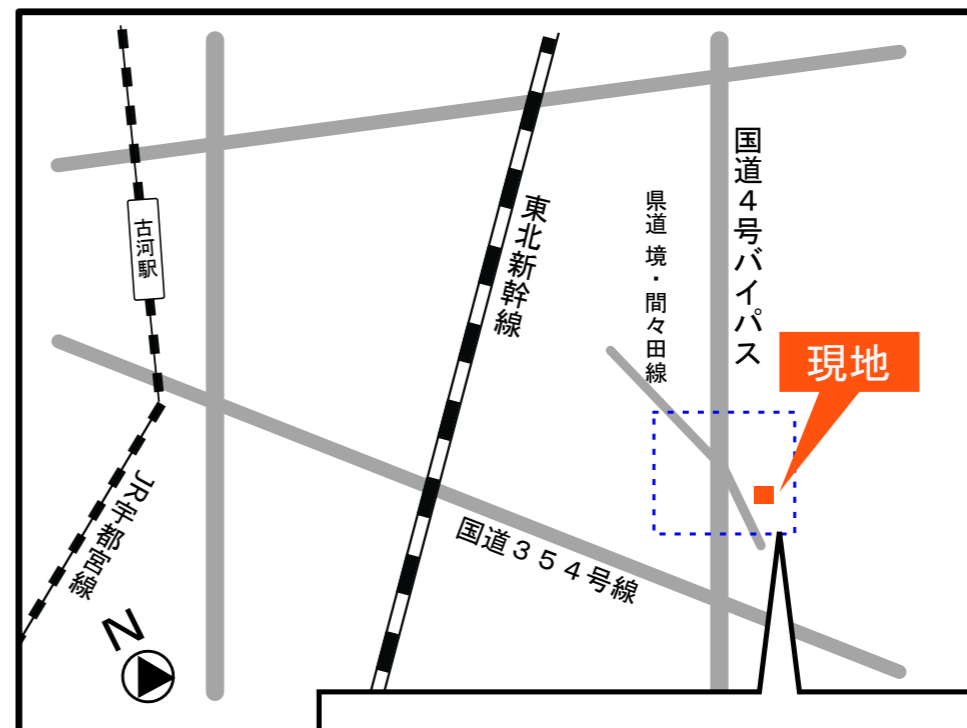 古河駅
東北新幹線
県道 境・間々田線
国道４号バイパス
現地
JR宇都宮線
国道３５４号線
N